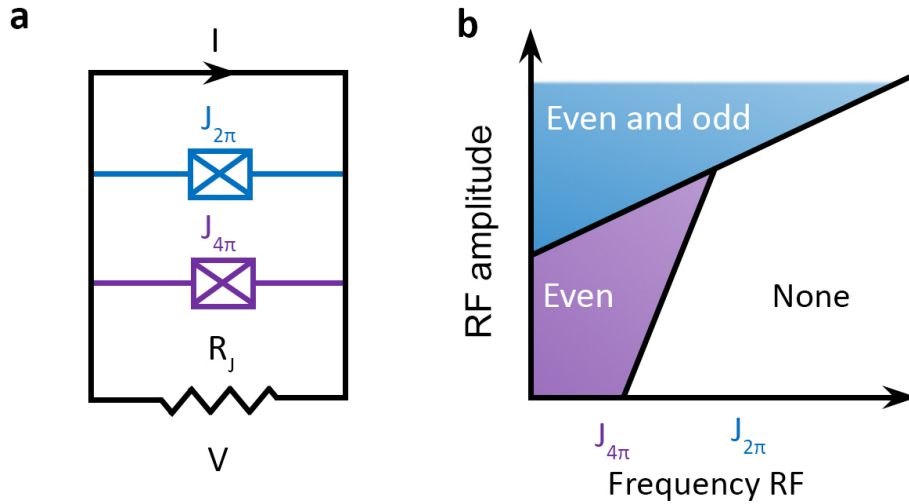 a
I
J2π
J4π
RJ
V
b
RF amplitude
Even and odd
Even
None
J4π
J2π
Frequency RF